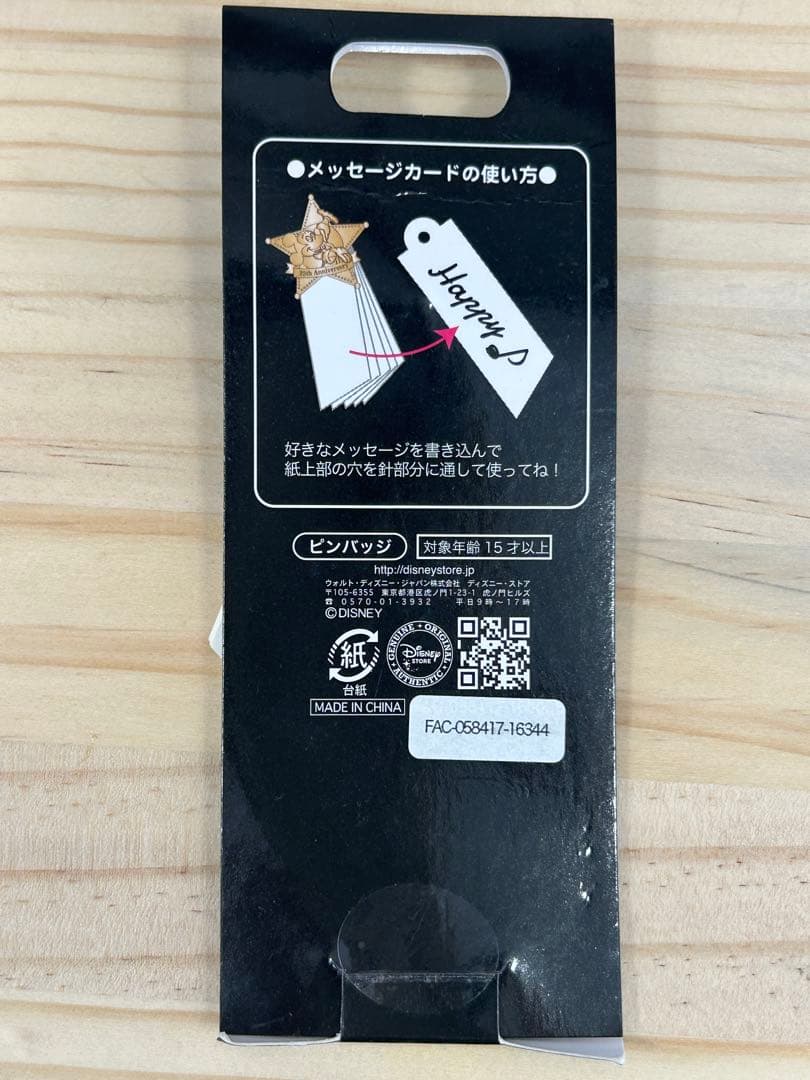 ●メッセージカードの使い方●
25th Anniversary
Happy♪
好きなメッセージを書き込んで
紙上部の穴を針部分に通して使ってね！
ピンバッジ 対象年齢15才以上
http://disneystore.jp
ウォルト・ディズニー・ジャパン株式会社 ディズニー・ストア
〒105-6355 東京都港区虎ノ門1-23-1 虎ノ門ヒルズ
☎ 0570-01-3932 平日9時〜17時
©DISNEY
紙
台紙
GENUINE・ORIGINAL
Disney
STORE
AUTHENTIC
MADE IN CHINA
FAC-058417-16344